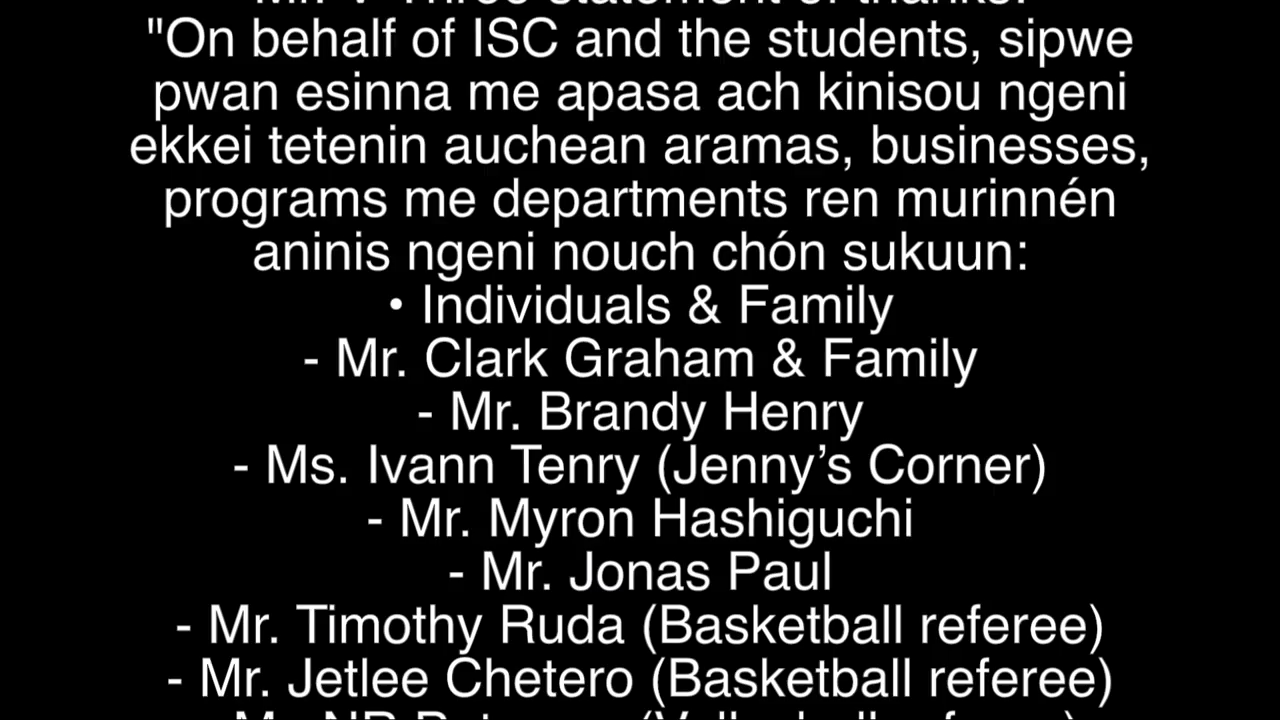 "On behalf of ISC and the students, sipwe
pwan esinna me apasa ach kinisou ngeni
ekkei tetenin auchean aramas, businesses,
programs me departments ren murinnén
aninis ngeni nouch chón sukuun:
• Individuals & Family
- Mr. Clark Graham & Family
- Mr. Brandy Henry
- Ms. Ivann Tenry (Jenny’s Corner)
- Mr. Myron Hashiguchi
- Mr. Jonas Paul
- Mr. Timothy Ruda (Basketball referee)
- Mr. Jetlee Chetero (Basketball referee)